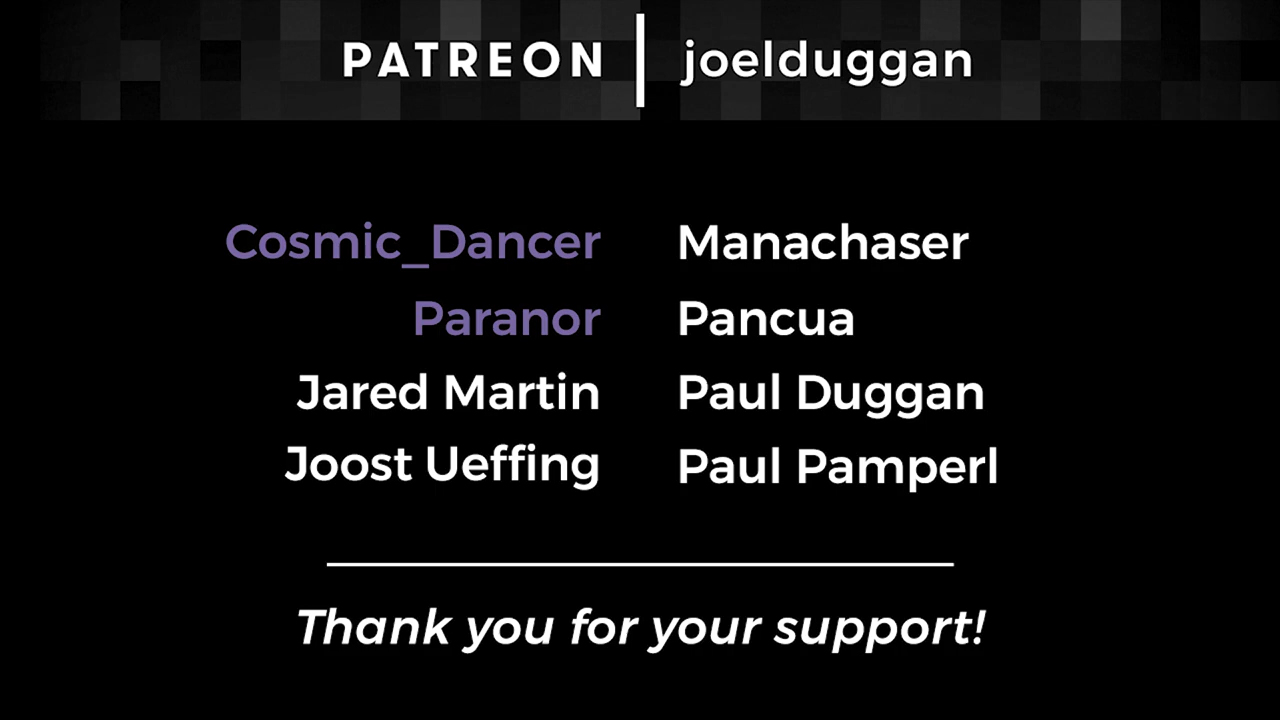 PATREON | joelduggan
Cosmic_Dancer Manachaser
Paranor Pancua
Jared Martin Paul Duggan
Joost Ueffing Paul Pamperl
Thank you for your support!